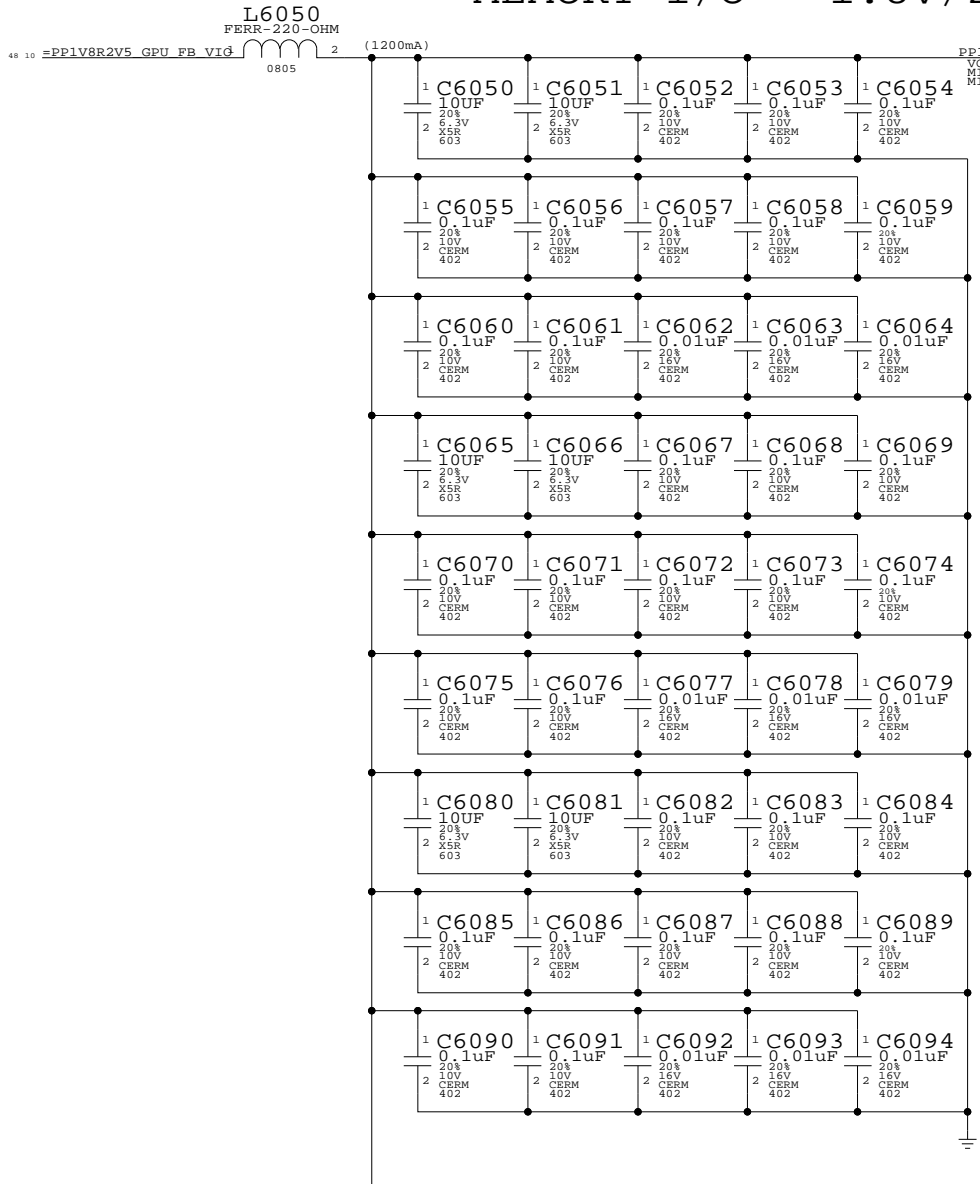 MEMORY I/O - 1.8V/
L6050
FERR-220-OHM
48 10 =PP1V8R2V5_GPU_FB_VIO 1 2 (1200mA)
0805
1 C6050 1 C6051 1 C6052 1 C6053 1 C6054
10UF 10UF 0.1uF 0.1uF 0.1uF
20% 20% 20% 20% 20%
2 6.3V 2 6.3V 2 10V 2 10V 2 10V
X5R X5R CERM CERM CERM
603 603 402 402 402
1 C6055 1 C6056 1 C6057 1 C6058 1 C6059
0.1uF 0.1uF 0.1uF 0.1uF 0.1uF
20% 20% 20% 20% 20%
2 10V 2 10V 2 10V 2 10V 2 10V
CERM CERM CERM CERM CERM
402 402 402 402 402
1 C6060 1 C6061 1 C6062 1 C6063 1 C6064
0.1uF 0.1uF 0.01uF 0.01uF 0.01uF
20% 20% 20% 20% 20%
2 10V 2 10V 2 16V 2 16V 2 16V
CERM CERM CERM CERM CERM
402 402 402 402 402
1 C6065 1 C6066 1 C6067 1 C6068 1 C6069
10UF 10UF 0.1uF 0.1uF 0.1uF
20% 20% 20% 20% 20%
2 6.3V 2 6.3V 2 10V 2 10V 2 10V
X5R X5R CERM CERM CERM
603 603 402 402 402
1 C6070 1 C6071 1 C6072 1 C6073 1 C6074
0.1uF 0.1uF 0.1uF 0.1uF 0.1uF
20% 20% 20% 20% 20%
2 10V 2 10V 2 10V 2 10V 2 10V
CERM CERM CERM CERM CERM
402 402 402 402 402
1 C6075 1 C6076 1 C6077 1 C6078 1 C6079
0.1uF 0.1uF 0.01uF 0.01uF 0.01uF
20% 20% 20% 20% 20%
2 10V 2 10V 2 16V 2 16V 2 16V
CERM CERM CERM CERM CERM
402 402 402 402 402
1 C6080 1 C6081 1 C6082 1 C6083 1 C6084
10UF 10UF 0.1uF 0.1uF 0.1uF
20% 20% 20% 20% 20%
2 6.3V 2 6.3V 2 10V 2 10V 2 10V
X5R X5R CERM CERM CERM
603 603 402 402 402
1 C6085 1 C6086 1 C6087 1 C6088 1 C6089
0.1uF 0.1uF 0.1uF 0.1uF 0.1uF
20% 20% 20% 20% 20%
2 10V 2 10V 2 10V 2 10V 2 10V
CERM CERM CERM CERM CERM
402 402 402 402 402
1 C6090 1 C6091 1 C6092 1 C6093 1 C6094
0.1uF 0.1uF 0.01uF 0.01uF 0.01uF
20% 20% 20% 20% 20%
2 10V 2 10V 2 16V 2 16V 2 16V
CERM CERM CERM CERM CERM
402 402 402 402 402